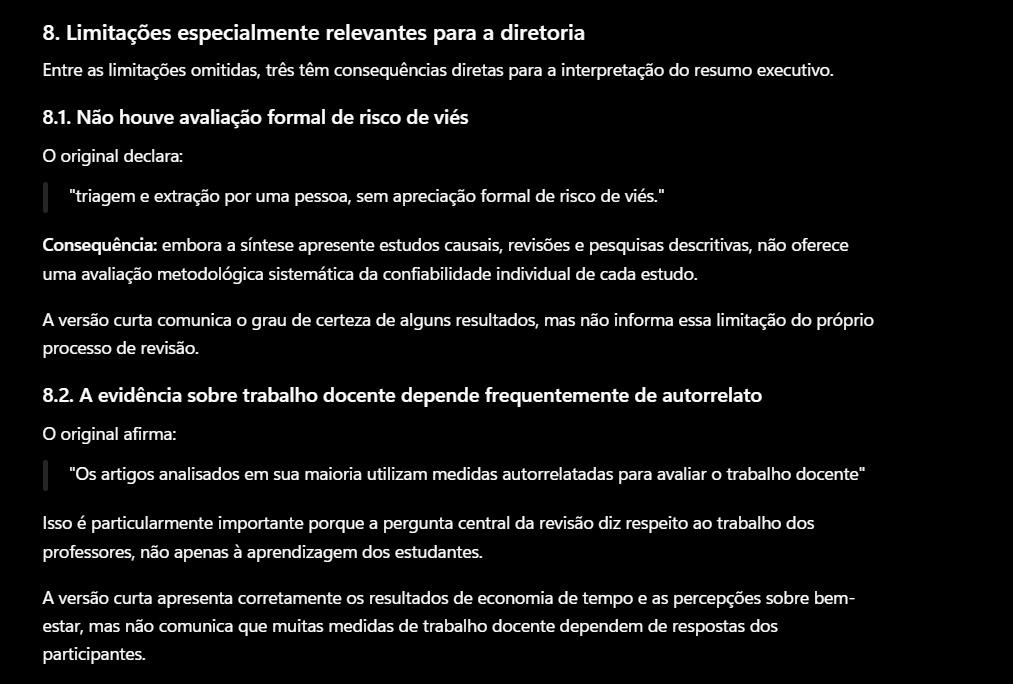 8. Limitações especialmente relevantes para a diretoria
Entre as limitações omitidas, três têm consequências diretas para a interpretação do resumo executivo.
8.1. Não houve avaliação formal de risco de viés
O original declara:
"triagem e extração por uma pessoa, sem apreciação formal de risco de viés."
Consequência: embora a síntese apresente estudos causais, revisões e pesquisas descritivas, não oferece
uma avaliação metodológica sistemática da confiabilidade individual de cada estudo.
A versão curta comunica o grau de certeza de alguns resultados, mas não informa essa limitação do próprio
processo de revisão.
8.2. A evidência sobre trabalho docente depende frequentemente de autorrelato
O original afirma:
"Os artigos analisados em sua maioria utilizam medidas autorrelatadas para avaliar o trabalho docente"
Isso é particularmente importante porque a pergunta central da revisão diz respeito ao trabalho dos
professores, não apenas à aprendizagem dos estudantes.
A versão curta apresenta corretamente os resultados de economia de tempo e as percepções sobre bem-
estar, mas não comunica que muitas medidas de trabalho docente dependem de respostas dos
participantes.